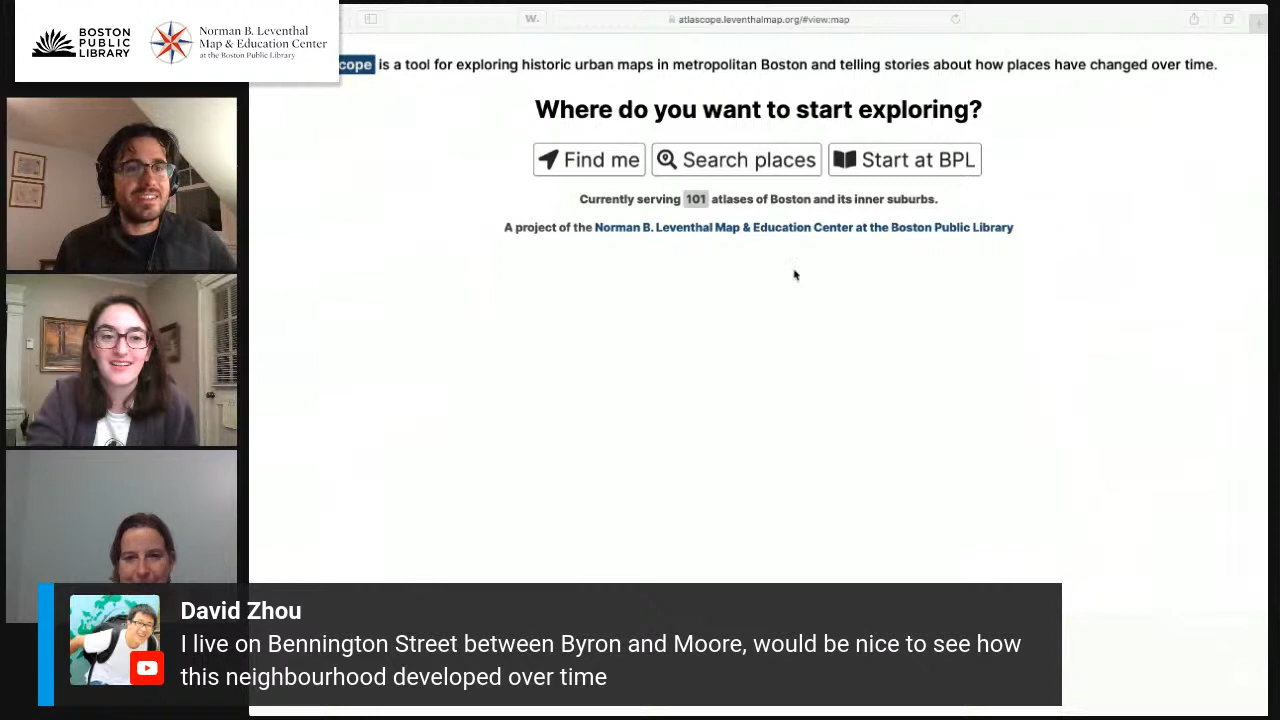 BOSTON
PUBLIC
LIBRARY
Norman B. Leventhal
Map & Education Center
at the Boston Public Library
W.
atlascope.leventhalmap.org/#view:map
cope is a tool for exploring historic urban maps in metropolitan Boston and telling stories about how places have changed over time.
Where do you want to start exploring?
Find me
Search places
Start at BPL
Currently serving 101 atlases of Boston and its inner suburbs.
A project of the Norman B. Leventhal Map & Education Center at the Boston Public Library
David Zhou
I live on Bennington Street between Byron and Moore, would be nice to see how
this neighbourhood developed over time